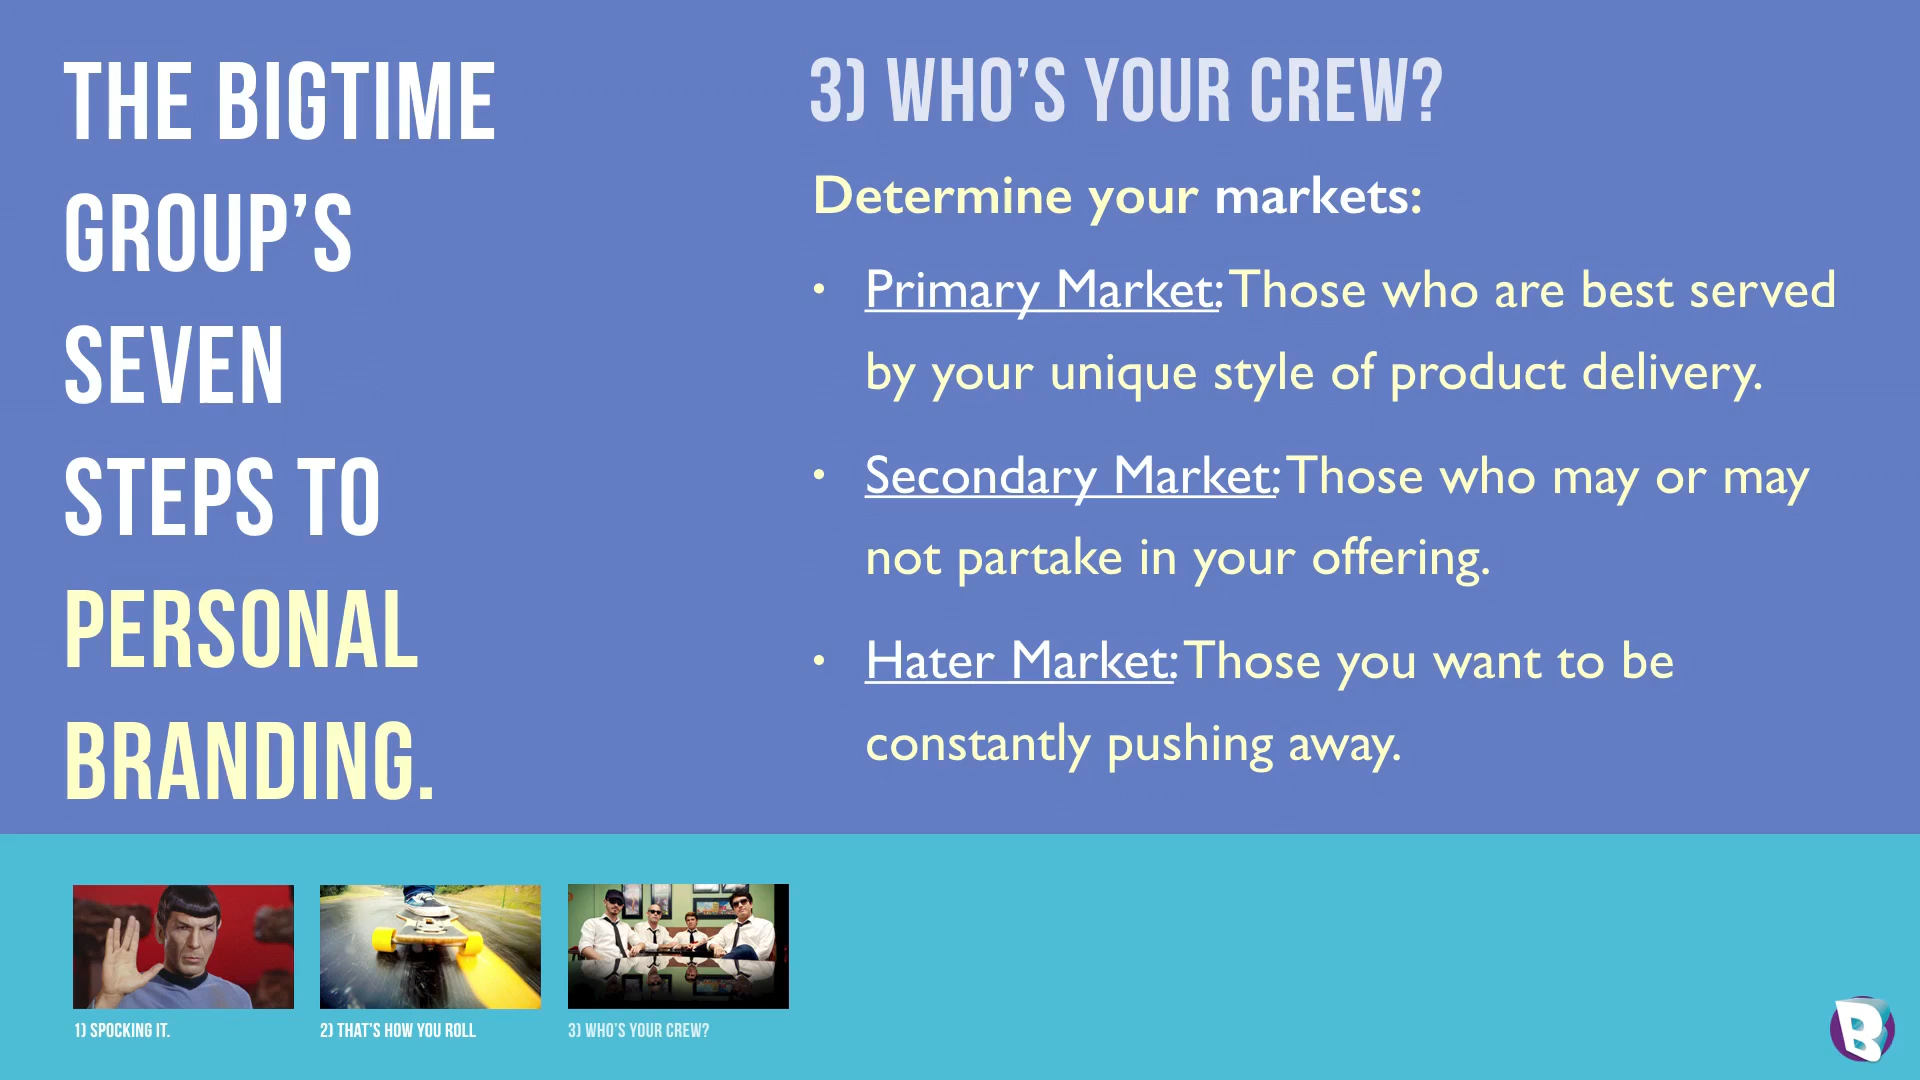 THE BIGTIME
GROUP'S
SEVEN
STEPS TO
PERSONAL
BRANDING.
3) WHO'S YOUR CREW?
Determine your markets:
• Primary Market: Those who are best served
by your unique style of product delivery.
• Secondary Market: Those who may or may
not partake in your offering.
• Hater Market: Those you want to be
constantly pushing away.
1) SPOCKING IT.
2) THAT'S HOW YOU ROLL
3) WHO'S YOUR CREW?
B